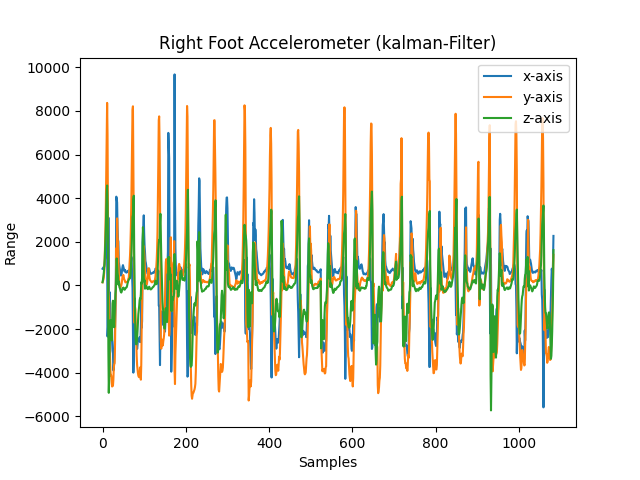 Right Foot Accelerometer (kalman-Filter)
10000
8000
6000
4000
2000
0
−2000
−4000
−6000
Range
x-axis
y-axis
z-axis
0 200 400 600 800 1000
Samples